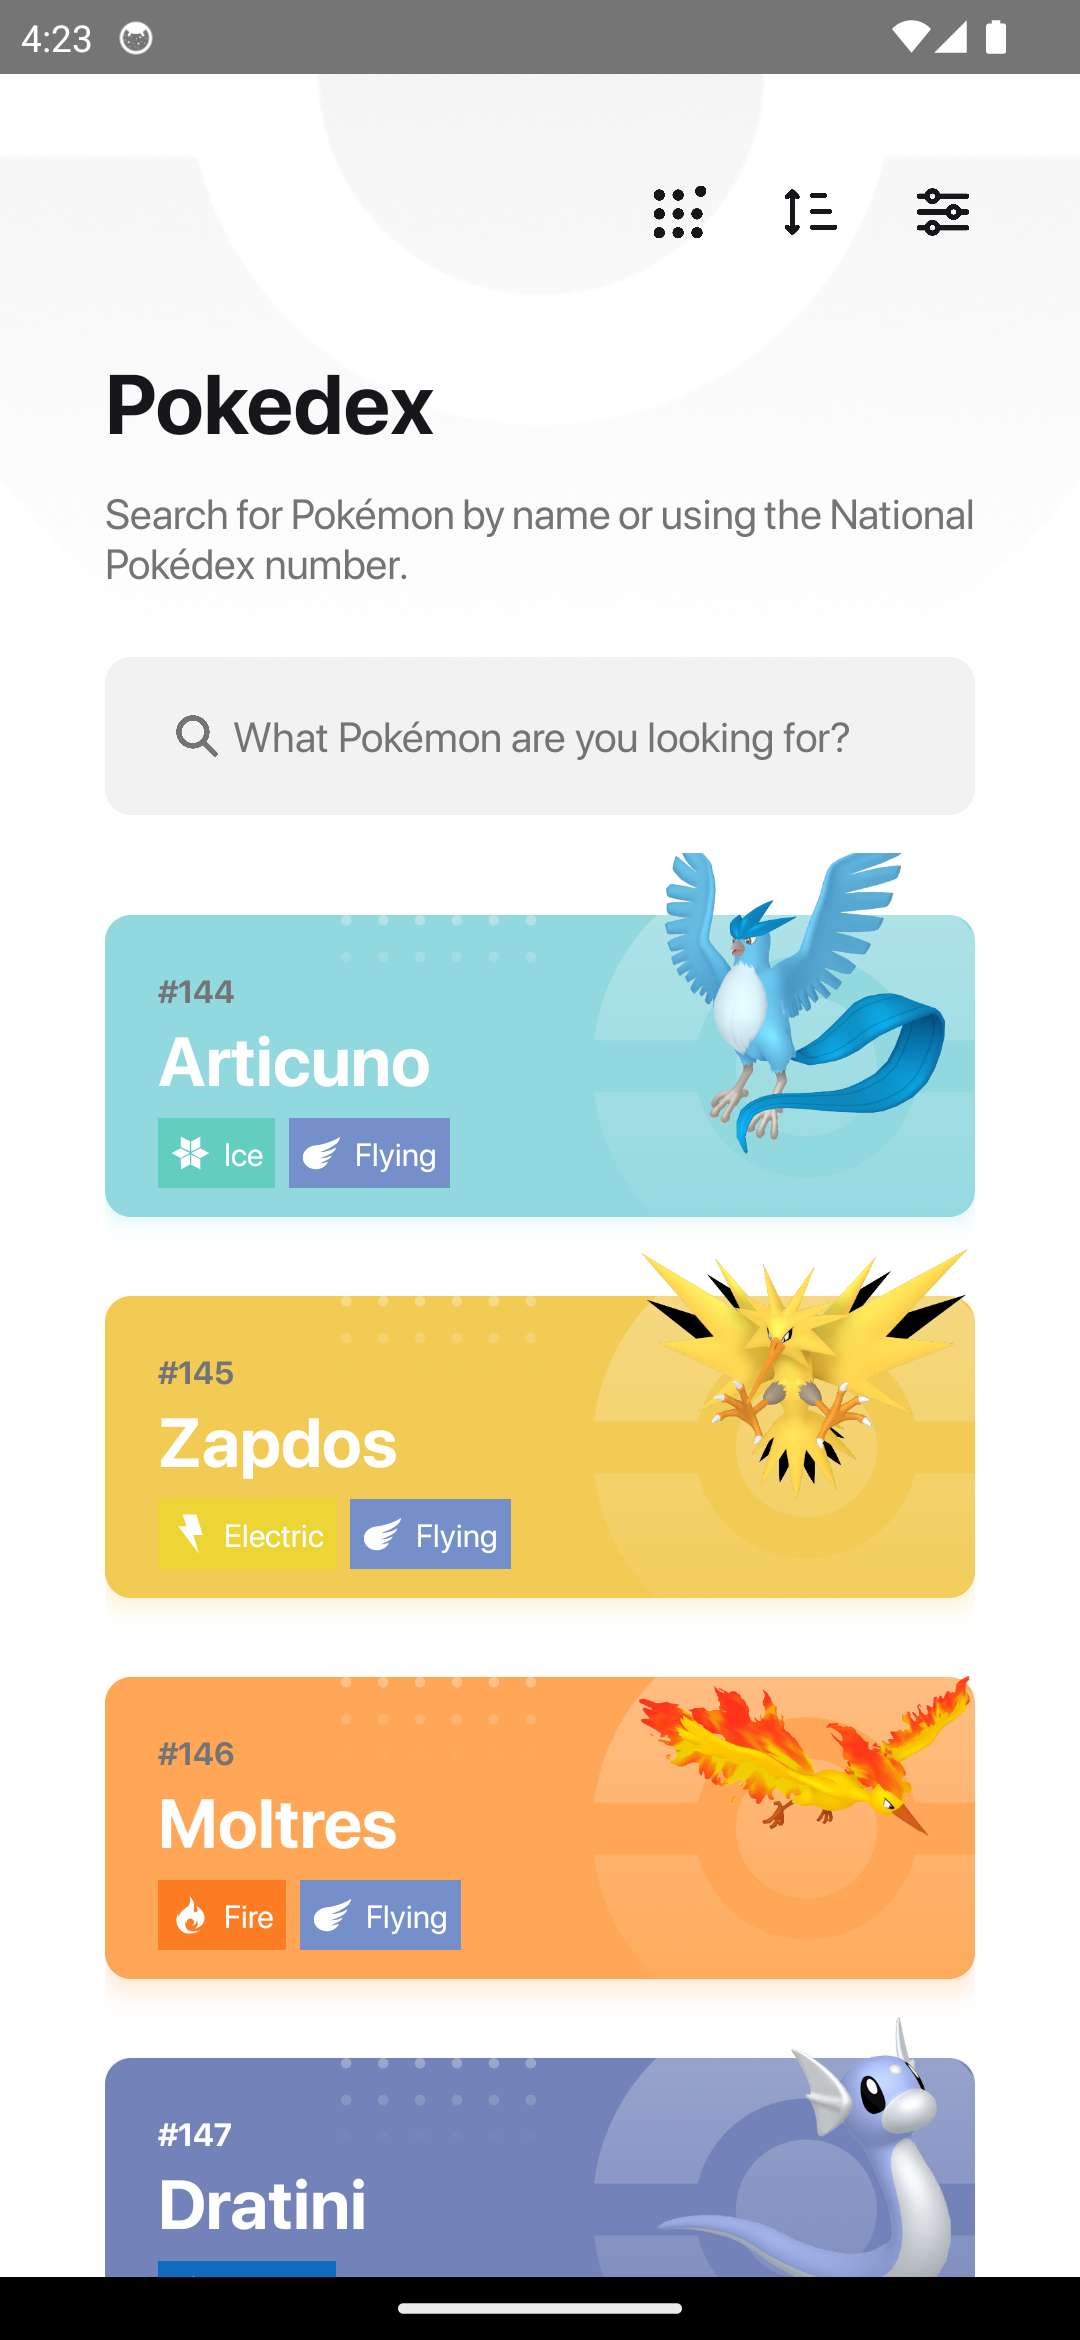 4:23
Pokedex
Search for Pokémon by name or using the National
Pokédex number.
What Pokémon are you looking for?
#144
Articuno
Ice Flying
#145
Zapdos
Electric Flying
#146
Moltres
Fire Flying
#147
Dratini